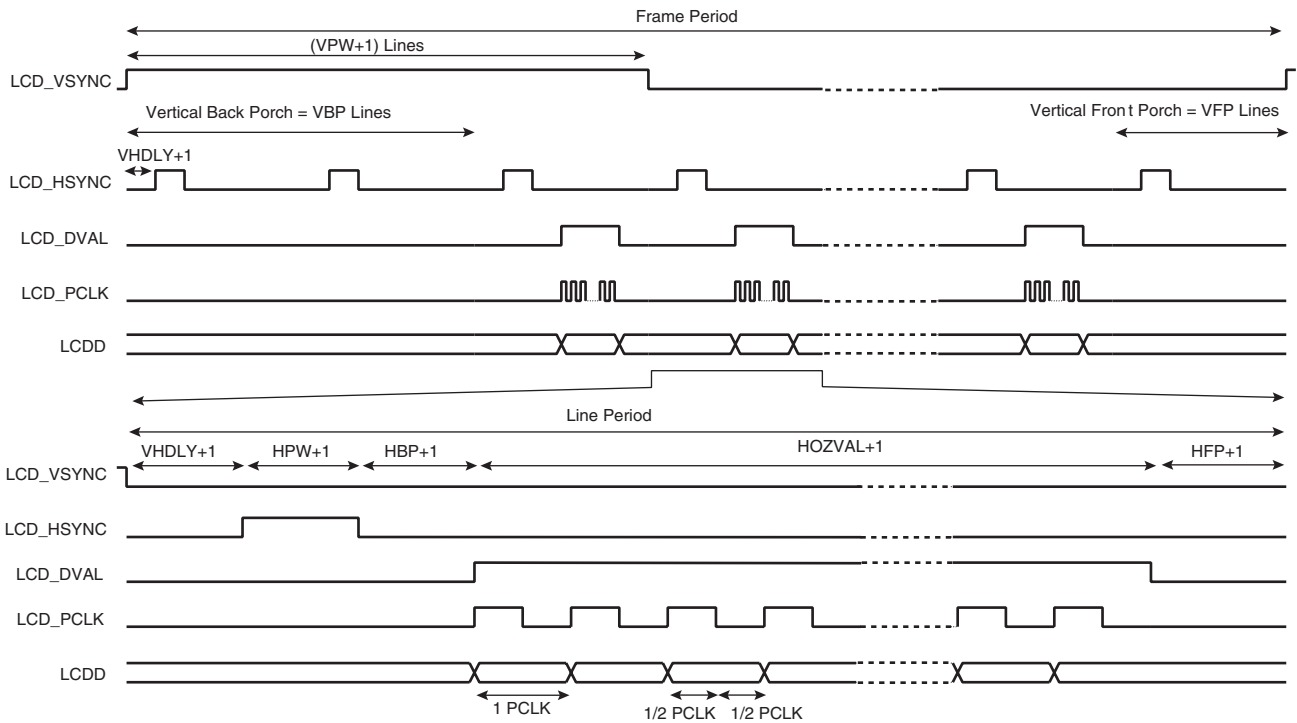 Frame Period
(VPW+1) Lines
LCD_VSYNC
Vertical Back Porch = VBP Lines
Vertical Front Porch = VFP Lines
VHDLY+1
LCD_HSYNC
LCD_DVAL
LCD_PCLK
LCDD
Line Period
VHDLY+1
HPW+1
HBP+1
HOZVAL+1
HFP+1
LCD_VSYNC
LCD_HSYNC
LCD_DVAL
LCD_PCLK
LCDD
1 PCLK
1/2 PCLK
1/2 PCLK